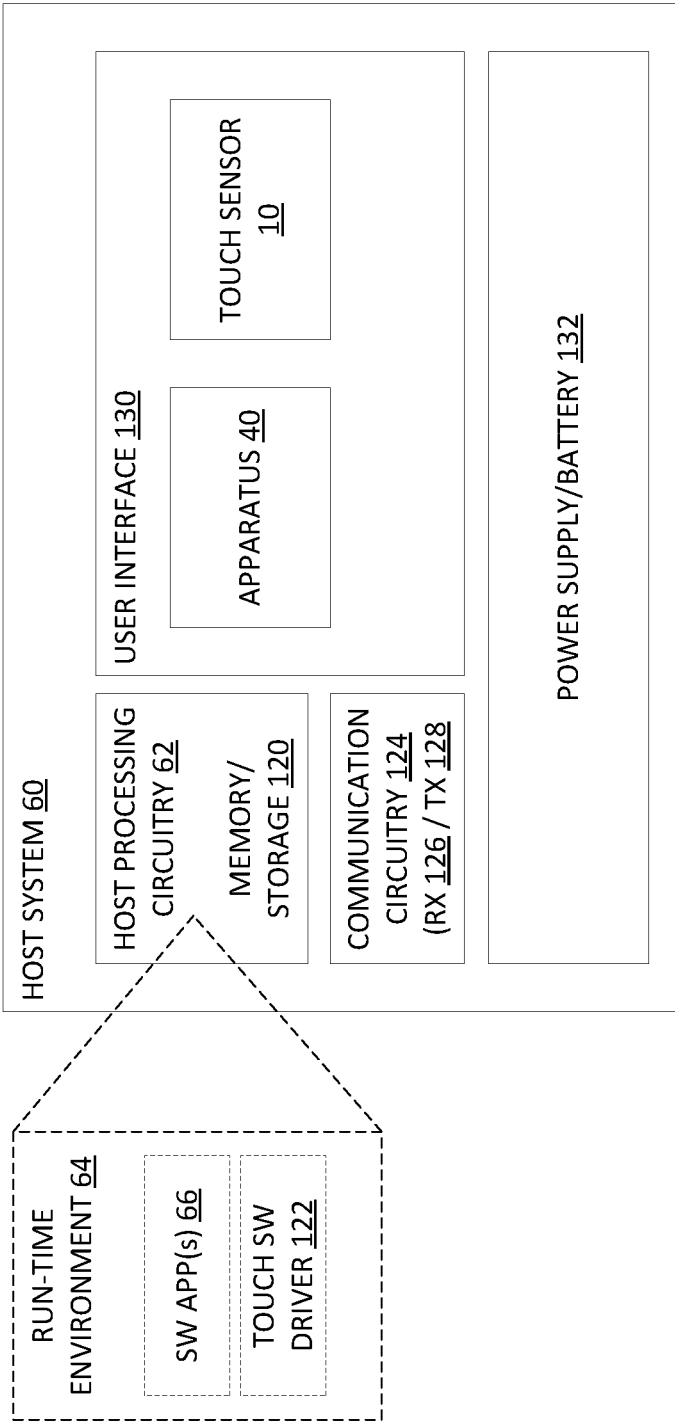 HOST SYSTEM 60
RUN-TIME
ENVIRONMENT 64
SW APP(s) 66
TOUCH SW
DRIVER 122
HOST PROCESSING
CIRCUITRY 62
MEMORY/
STORAGE 120
COMMUNICATION
CIRCUITRY 124
(RX 126 / TX 128
USER INTERFACE 130
APPARATUS 40
TOUCH SENSOR
10
POWER SUPPLY/BATTERY 132